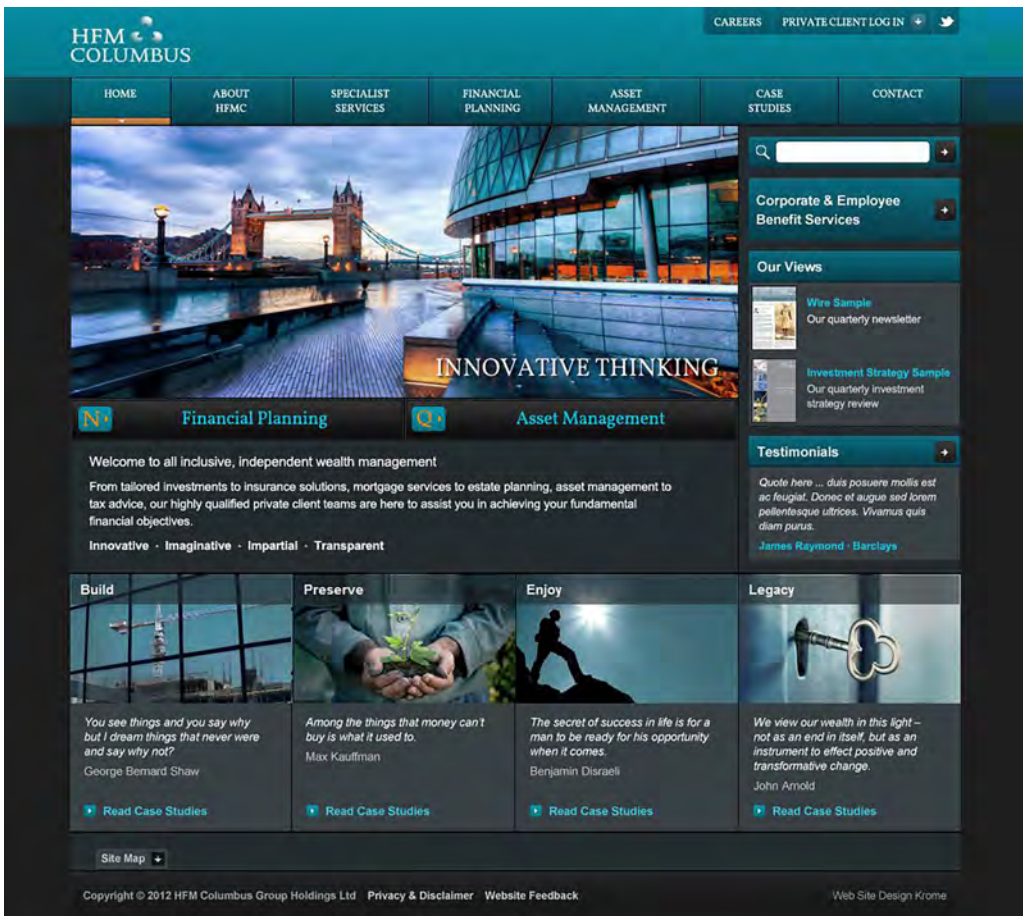 HFM
COLUMBUS
CAREERS
PRIVATE CLIENT LOG IN
HOME
ABOUT
HFMC
SPECIALIST
SERVICES
FINANCIAL
PLANNING
ASSET
MANAGEMENT
CASE
STUDIES
CONTACT
INNOVATIVE THINKING
N
Financial Planning
Q
Asset Management
Welcome to all inclusive, independent wealth management
From tailored investments to insurance solutions, mortgage services to estate planning, asset management to
tax advice, our highly qualified private client teams are here to assist you in achieving your fundamental
financial objectives.
Innovative · Imaginative · Impartial · Transparent
Corporate & Employee
Benefit Services
Our Views
Wire Sample
Our quarterly newsletter
Investment Strategy Sample
Our quarterly investment
strategy review
Testimonials
Quote here ... duis posuere mollis est
ac feugiat. Donec et augue sed lorem
pellentesque ultrices. Vivamus quis
diam purus.
James Raymond · Barclays
Build
You see things and you say why
but I dream things that never were
and say why not?
George Bernard Shaw
Read Case Studies
Preserve
Among the things that money can't
buy is what it used to.
Max Kauffman
Read Case Studies
Enjoy
The secret of success in life is for a
man to be ready for his opportunity
when it comes.
Benjamin Disraeli
Read Case Studies
Legacy
We view our wealth in this light –
not as an end in itself, but as an
instrument to effect positive and
transformative change.
John Arnold
Read Case Studies
Site Map
Copyright © 2012 HFM Columbus Group Holdings Ltd Privacy & Disclaimer Website Feedback
Web Site Design Krome